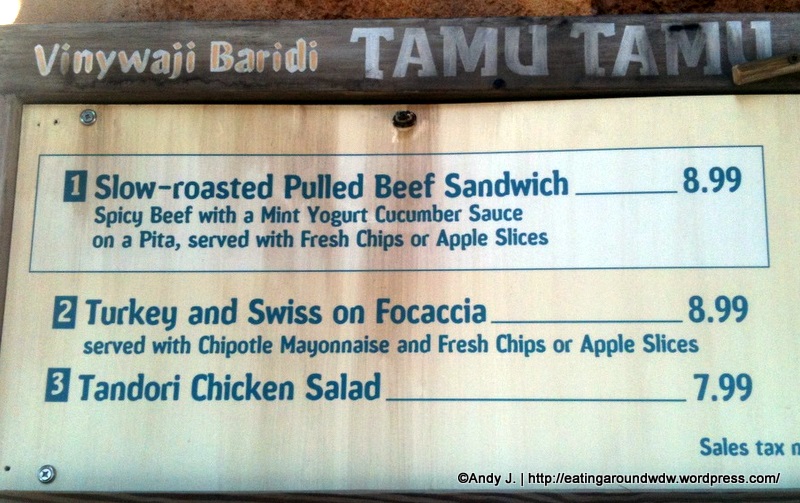 Vinywaji Baridi TAMU TAMU
1 Slow-roasted Pulled Beef Sandwich 8.99
Spicy Beef with a Mint Yogurt Cucumber Sauce
on a Pita, served with Fresh Chips or Apple Slices
2 Turkey and Swiss on Focaccia 8.99
served with Chipotle Mayonnaise and Fresh Chips or Apple Slices
3 Tandori Chicken Salad 7.99
Sales tax
©Andy J. | http://eatingaroundwdw.wordpress.com/